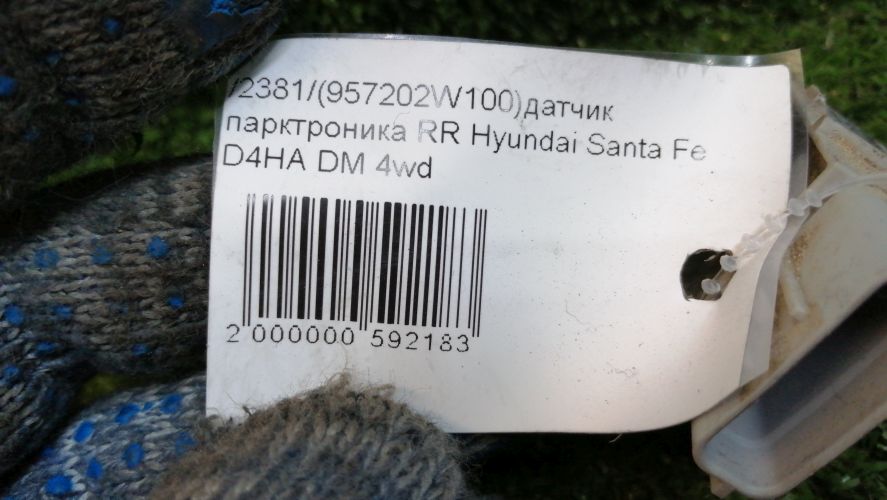 /2381/(957202W100)датчик
парктроника RR Hyundai Santa Fe
D4HA DM 4wd
2 000000 592183